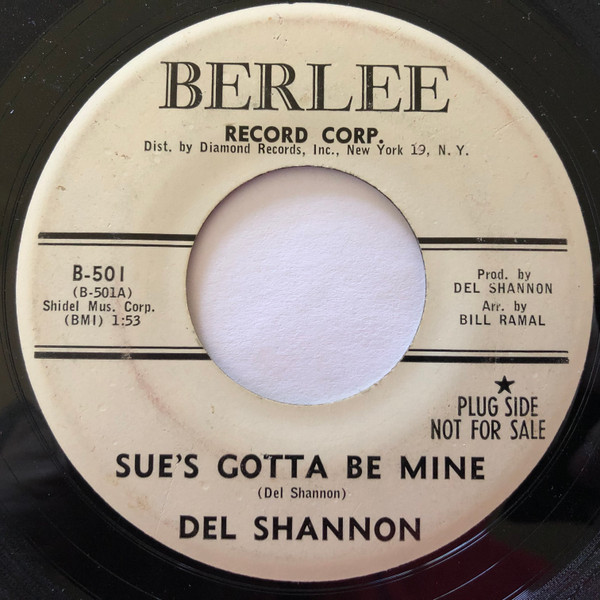 BERLEE
RECORD CORP.
Dist. by Diamond Records, Inc., New York 19, N. Y.
B-501
(B-501A)
Shidel Mus. Corp.
(BMI) 1:53
Prod. by
DEL SHANNON
Arr. by
BILL RAMAL
★
PLUG SIDE
NOT FOR SALE
SUE'S GOTTA BE MINE
(Del Shannon)
DEL SHANNON